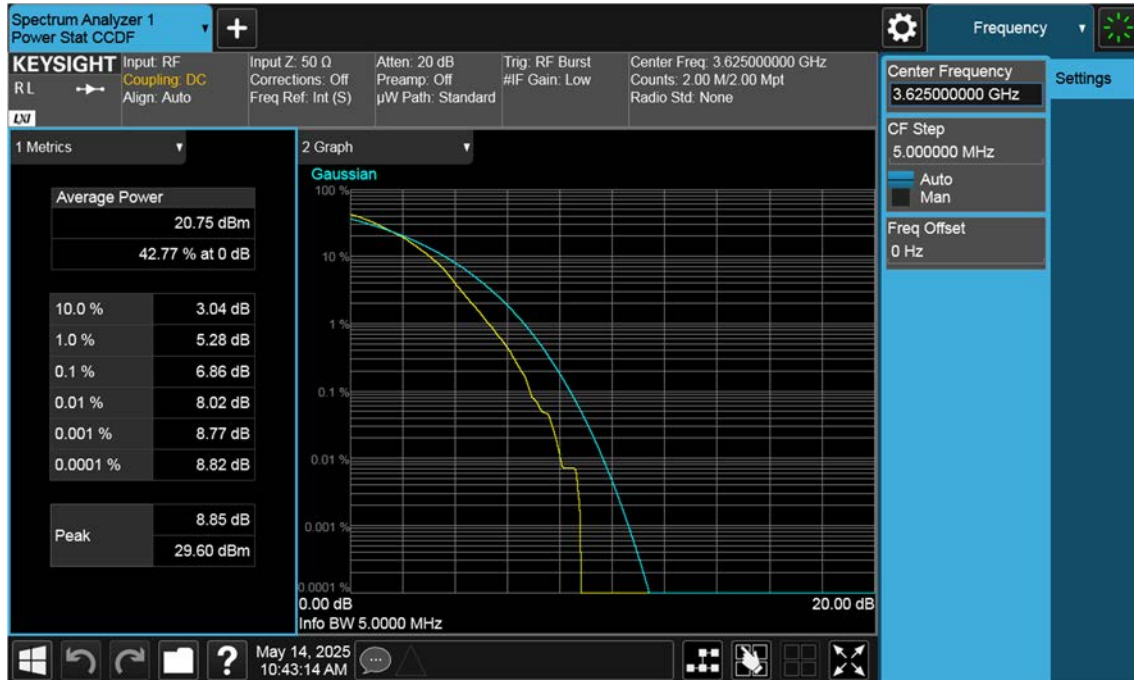 Spectrum Analyzer 1
Power Stat CCDF
Frequency
KEYSIGHT
R L
LXI
Input: RF
Coupling: DC
Align: Auto
Input Z: 50 Ω
Corrections: Off
Freq Ref: Int (S)
Atten: 20 dB
Preamp: Off
µW Path: Standard
Trig: RF Burst
#IF Gain: Low
Center Freq: 3.625000000 GHz
Counts: 2.00 M/2.00 Mpt
Radio Std: None
Center Frequency
3.625000000 GHz
Settings
CF Step
5.000000 MHz
Auto
Man
Freq Offset
0 Hz
1 Metrics
Average Power
20.75 dBm
42.77 % at 0 dB
10.0 % 3.04 dB
1.0 % 5.28 dB
0.1 % 6.86 dB
0.01 % 8.02 dB
0.001 % 8.77 dB
0.0001 % 8.82 dB
Peak
8.85 dB
29.60 dBm
2 Graph
Gaussian
100 %
10 %
1 %
0.1 %
0.01 %
0.001 %
0.0001 %
0.00 dB 20.00 dB
Info BW 5.0000 MHz
?
May 14, 2025
10:43:14 AM